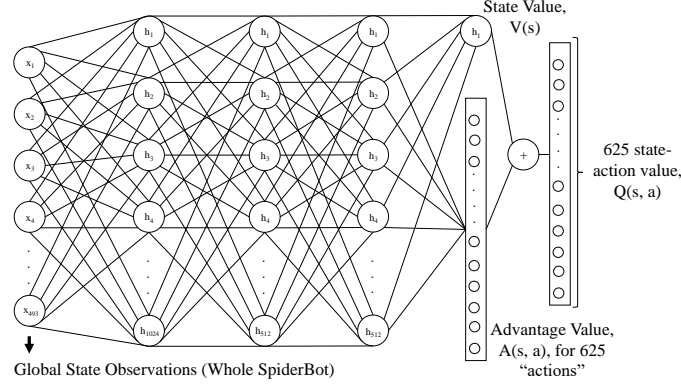 State Value,
V(s)
x1
x2
x3
x4
.
.
.
x493
h1
h2
h3
h4
.
.
.
h1024
h1
h2
h3
h4
.
.
.
h512
h1
h2
h3
h4
.
.
.
h512
h1
+
625 state-
action value,
Q(s, a)
Advantage Value,
A(s, a), for 625
“actions”
Global State Observations (Whole SpiderBot)